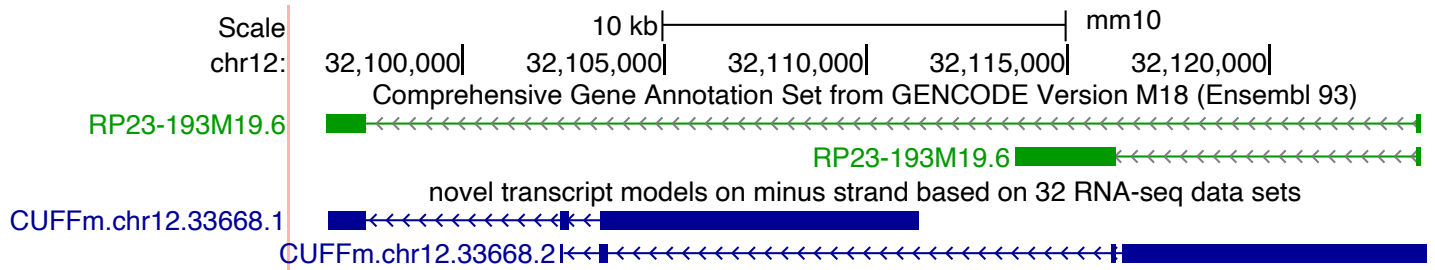 Scale 10 kb mm10
chr12: 32,100,000 32,105,000 32,110,000 32,115,000 32,120,000
Comprehensive Gene Annotation Set from GENCODE Version M18 (Ensembl 93)
RP23-193M19.6
RP23-193M19.6
novel transcript models on minus strand based on 32 RNA-seq data sets
CUFFm.chr12.33668.1
CUFFm.chr12.33668.2